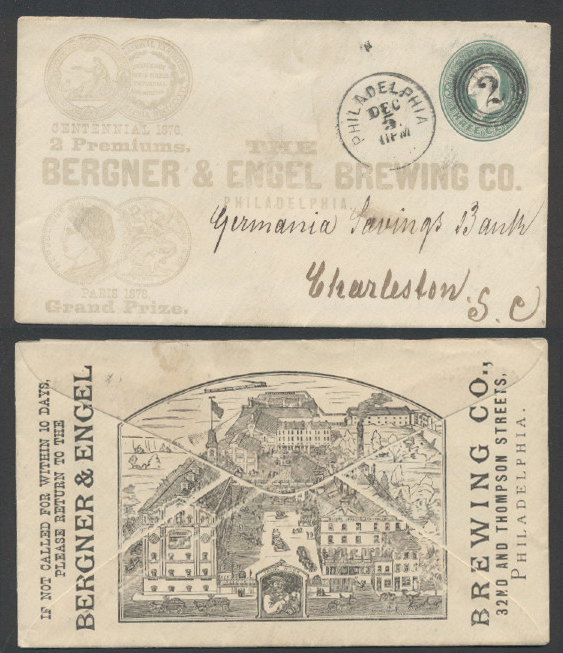 CENTENNIAL 1876.
2 Premiums.
THE
BERGNER & ENGEL BREWING CO.
PHILADELPHIA.
PARIS 1878.
Grand Prize.
PHILADELPHIA
DEC
5
11PM
2
THREE CENTS
Germania Savings Bank
Charleston.
S. C
IF NOT CALLED FOR WITHIN 10 DAYS,
PLEASE RETURN TO THE
BERGNER & ENGEL
BREWING CO.,
32ND AND THOMPSON STREETS,
PHILADELPHIA.